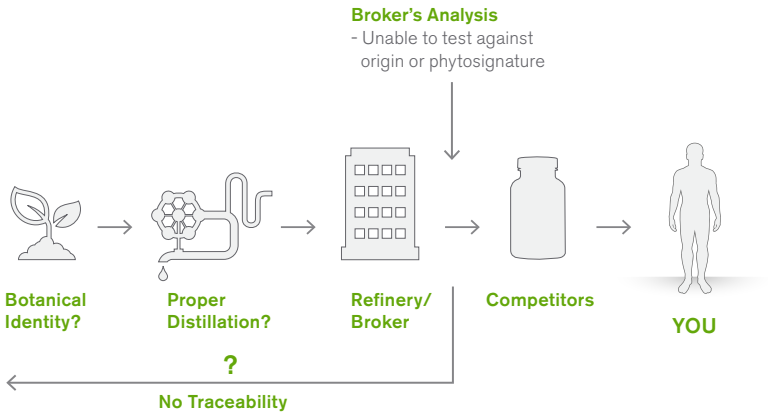 Broker’s Analysis
- Unable to test against
origin or phytosignature
Botanical
Identity?
Proper
Distillation?
Refinery/
Broker
Competitors
YOU
?
No Traceability